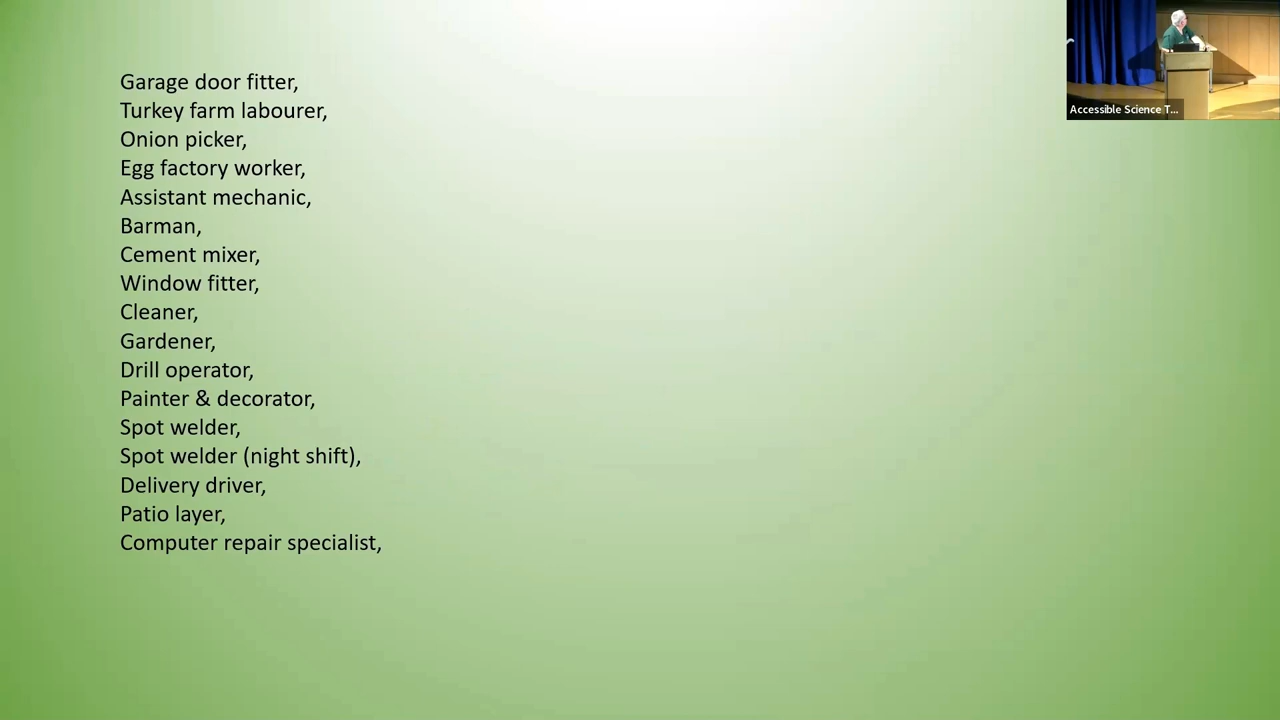 Garage door fitter,
Turkey farm labourer,
Onion picker,
Egg factory worker,
Assistant mechanic,
Barman,
Cement mixer,
Window fitter,
Cleaner,
Gardener,
Drill operator,
Painter & decorator,
Spot welder,
Spot welder (night shift),
Delivery driver,
Patio layer,
Computer repair specialist,
Accessible Science T...